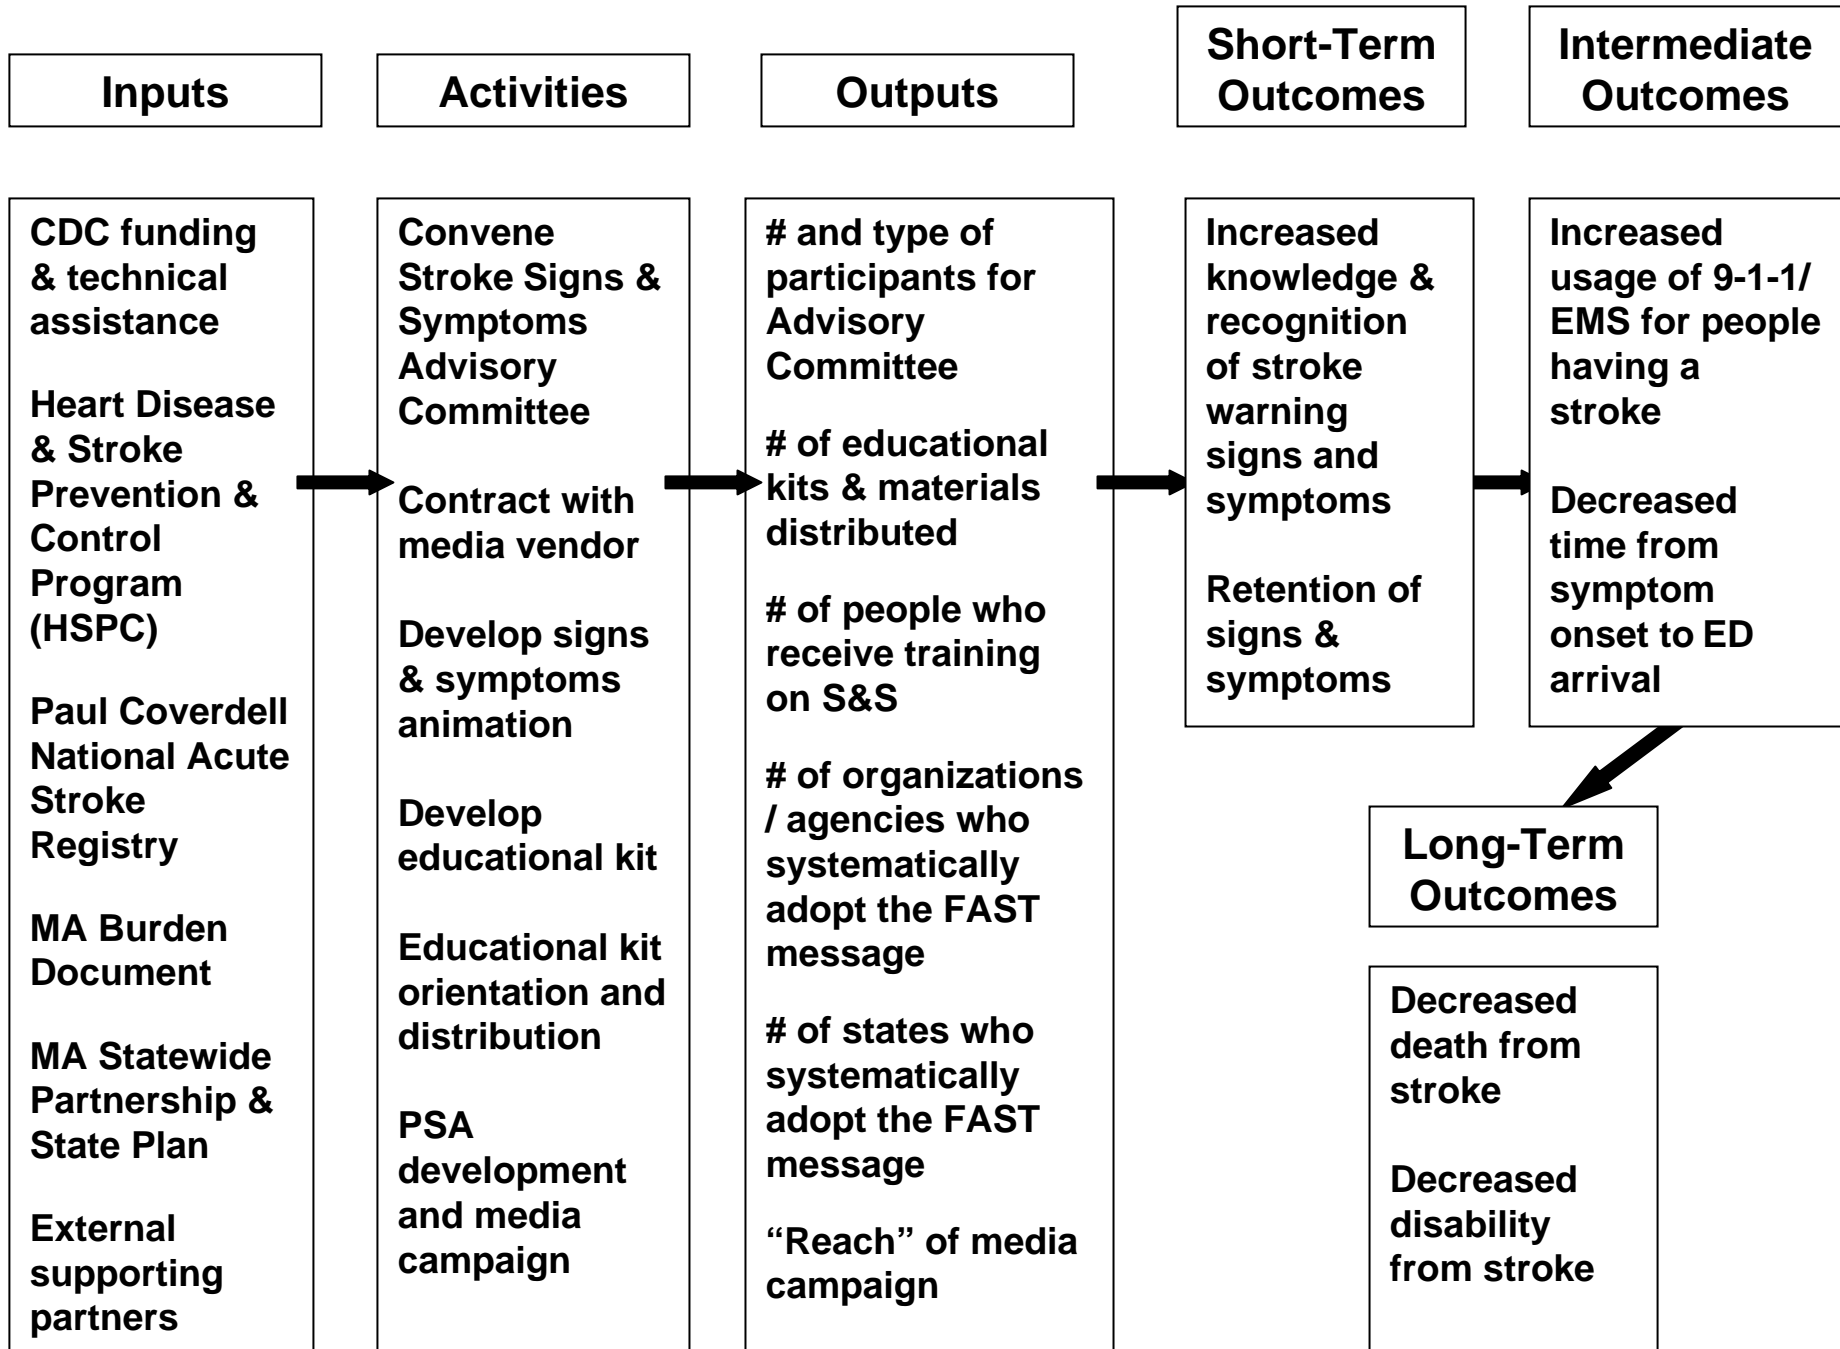 Inputs
Activities
Outputs
Short-Term
Outcomes
Intermediate
Outcomes
CDC funding
& technical
assistance
Heart Disease
& Stroke
Prevention &
Control
Program
(HSPC)
Paul Coverdell
National Acute
Stroke
Registry
MA Burden
Document
MA Statewide
Partnership &
State Plan
External
supporting
partners
Convene
Stroke Signs &
Symptoms
Advisory
Committee
Contract with
media vendor
Develop signs
& symptoms
animation
Develop
educational kit
Educational kit
orientation and
distribution
PSA
development
and media
campaign
# and type of
participants for
Advisory
Committee
# of educational
kits & materials
distributed
# of people who
receive training
on S&S
# of organizations
/ agencies who
systematically
adopt the FAST
message
# of states who
systematically
adopt the FAST
message
“Reach” of media
campaign
Increased
knowledge &
recognition
of stroke
warning
signs and
symptoms
Retention of
signs &
symptoms
Increased
usage of 9-1-1/
EMS for people
having a
stroke
Decreased
time from
symptom
onset to ED
arrival
Long-Term
Outcomes
Decreased
death from
stroke
Decreased
disability
from stroke